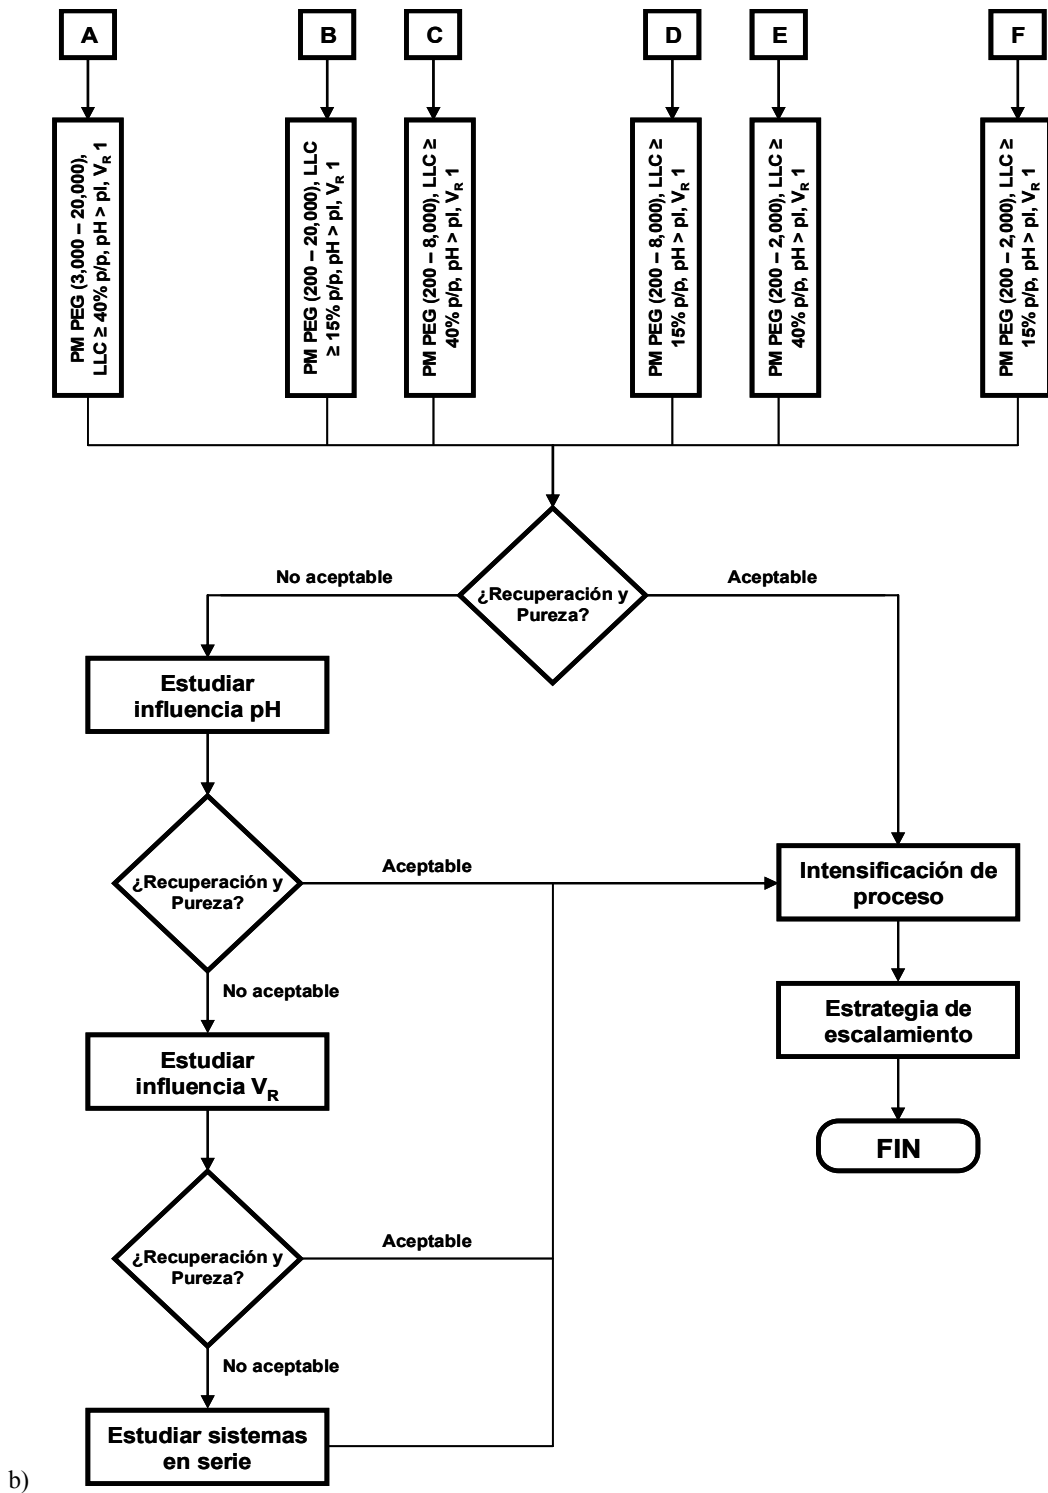 A
B
C
D
E
F
PM PEG (3,000 – 20,000),
LLC ≥ 40% p/p, pH > pI, VR 1
PM PEG (200 – 20,000), LLC
≥ 15% p/p, pH > pI, VR 1
PM PEG (200 – 8,000), LLC ≥
40% p/p, pH > pI, VR 1
PM PEG (200 – 8,000), LLC ≥
15% p/p, pH > pI, VR 1
PM PEG (200 – 2,000), LLC ≥
40% p/p, pH > pI, VR 1
PM PEG (200 – 2,000), LLC ≥
15% p/p, pH > pI, VR 1
No aceptable
Aceptable
¿Recuperación y
Pureza?
Estudiar
influencia pH
¿Recuperación y
Pureza?
Aceptable
Intensificación de
proceso
No aceptable
Estudiar
influencia VR
Estrategia de
escalamiento
FIN
¿Recuperación y
Pureza?
Aceptable
No aceptable
Estudiar sistemas
en serie
b)